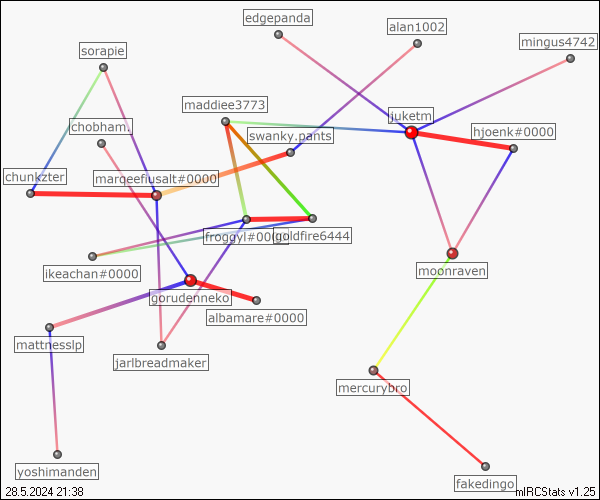 edgepanda
alan1002
mingus4742
sorapie
maddiee3773
juketm
chobham.
swanky.pants
hjoenk#0000
chunkzter
marqeefiusalt#0000
froggyl#00
goldfire6444
ikeachan#0000
moonraven
gorudenneko
albamare#0000
mattnesslp
jarlbreadmaker
mercurybro
yoshimanden
fakedingo
28.5.2024 21:38
mIRCStats v1.25